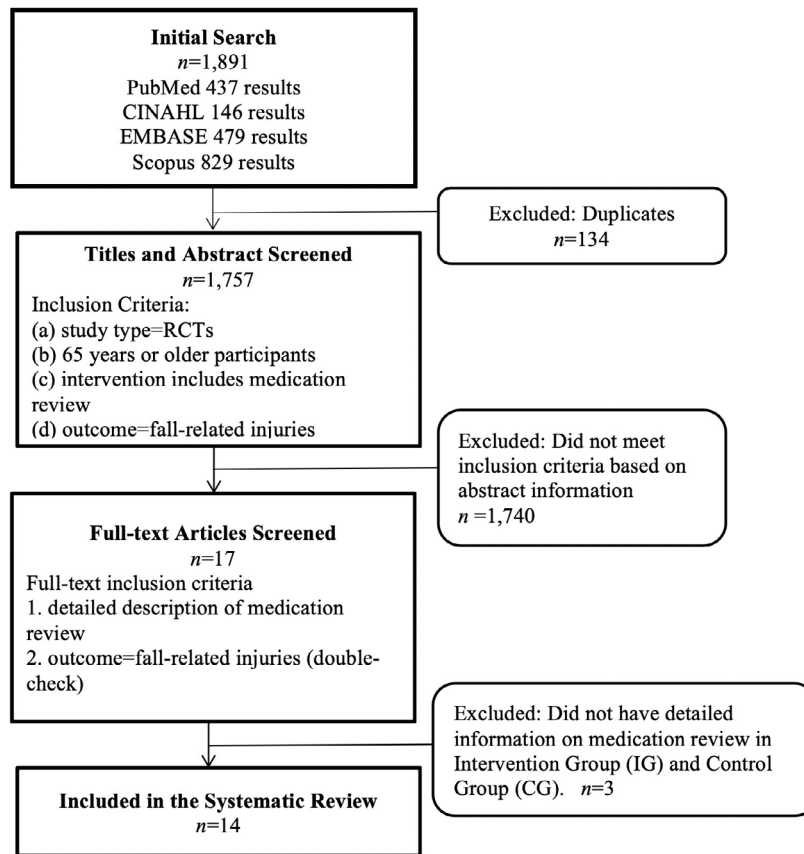 Initial Search
n=1,891
PubMed 437 results
CINAHL 146 results
EMBASE 479 results
Scopus 829 results
Excluded: Duplicates
n=134
Titles and Abstract Screened
n=1,757
Inclusion Criteria:
(a) study type=RCTs
(b) 65 years or older participants
(c) intervention includes medication
review
(d) outcome=fall-related injuries
Excluded: Did not meet
inclusion criteria based on
abstract information
n =1,740
Full-text Articles Screened
n=17
Full-text inclusion criteria
1. detailed description of medication
review
2. outcome=fall-related injuries (double-
check)
Excluded: Did not have detailed
information on medication review in
Intervention Group (IG) and Control
Group (CG). n=3
Included in the Systematic Review
n=14